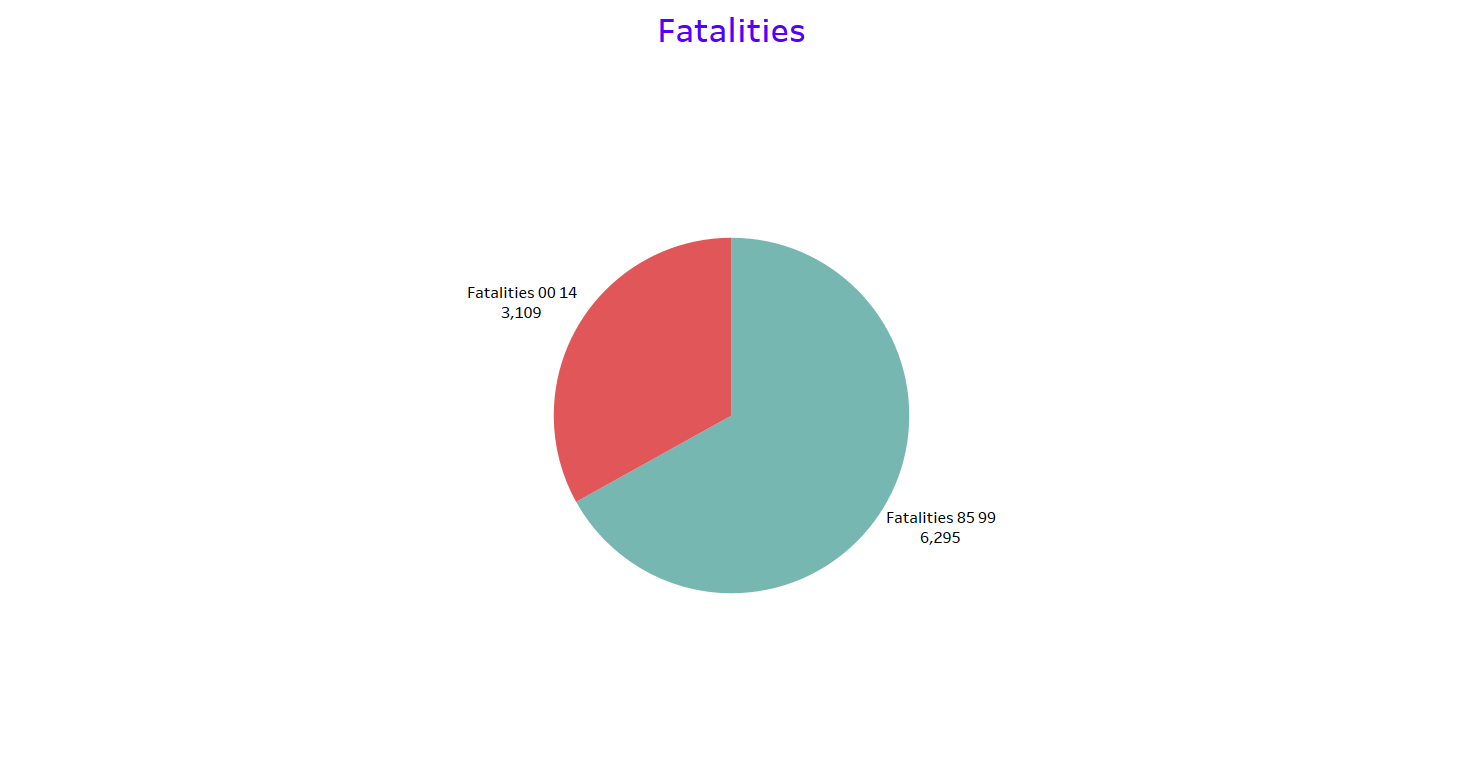 Fatalities
Fatalities 00 14
3,109
Fatalities 85 99
6,295